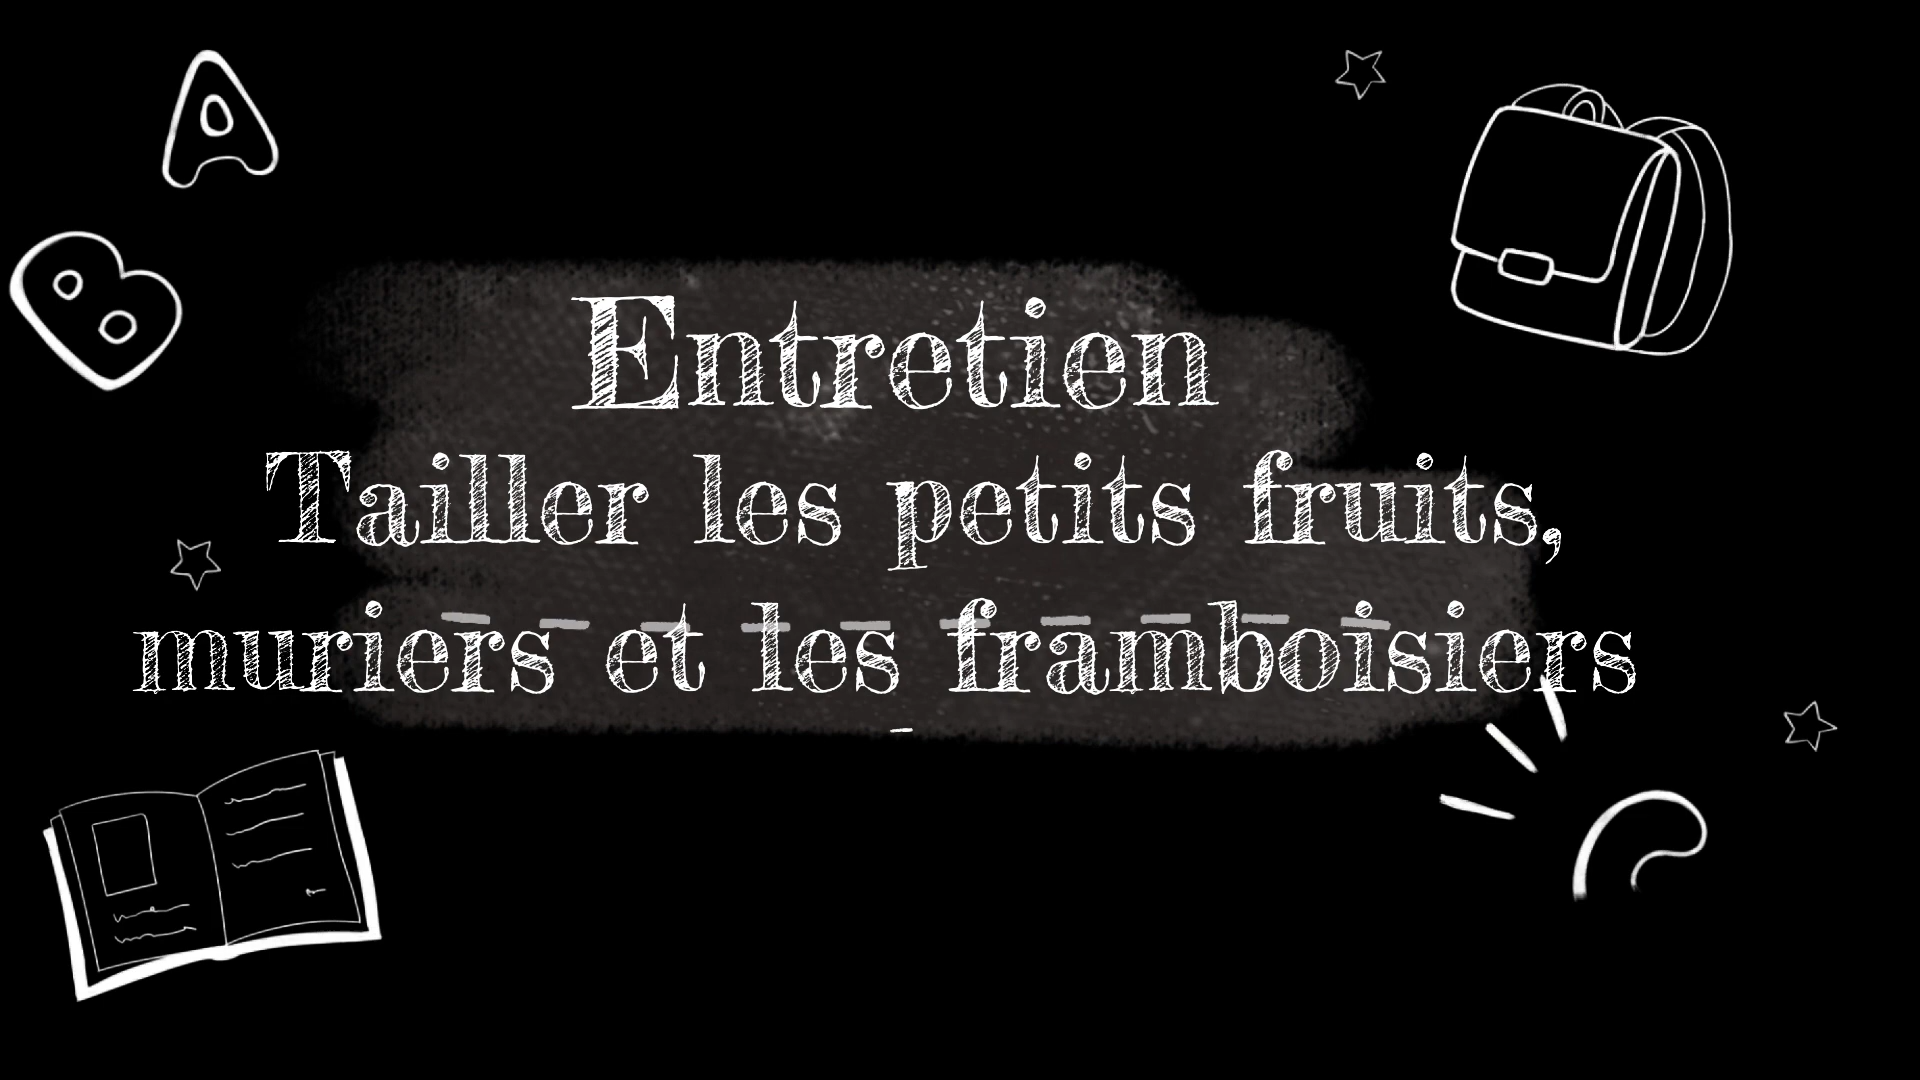 A
B
Entretien
Tailler les petits fruits,
muriers et les framboisiers